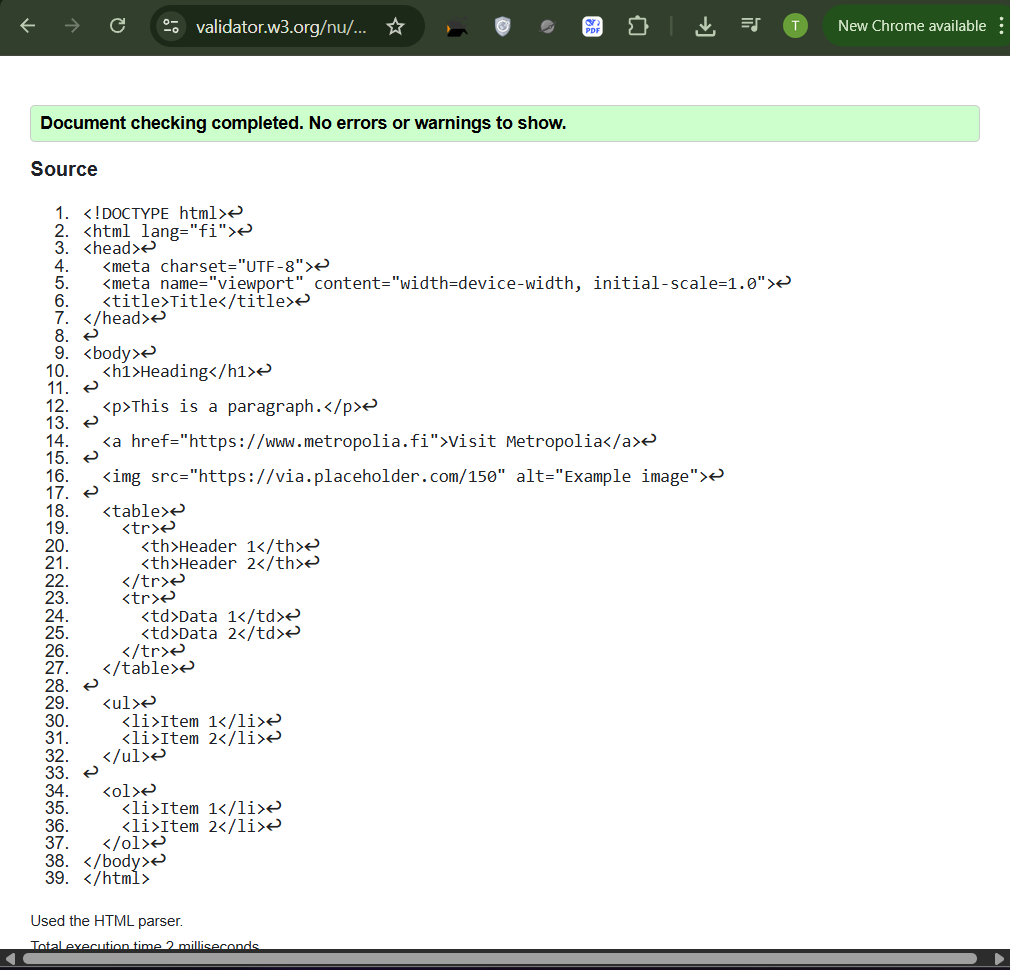 validator.w3.org/nu/...
PDF
T
New Chrome available
Document checking completed. No errors or warnings to show.
Source
1. <!DOCTYPE html>↩
2. <html lang="fi">↩
3. <head>↩
4.   <meta charset="UTF-8">↩
5.   <meta name="viewport" content="width=device-width, initial-scale=1.0">↩
6.   <title>Title</title>↩
7. </head>↩
8. ↩
9. <body>↩
10.   <h1>Heading</h1>↩
11. ↩
12.   <p>This is a paragraph.</p>↩
13. ↩
14.   <a href="https://www.metropolia.fi">Visit Metropolia</a>↩
15. ↩
16.   <img src="https://via.placeholder.com/150" alt="Example image">↩
17. ↩
18.   <table>↩
19.     <tr>↩
20.       <th>Header 1</th>↩
21.       <th>Header 2</th>↩
22.     </tr>↩
23.     <tr>↩
24.       <td>Data 1</td>↩
25.       <td>Data 2</td>↩
26.     </tr>↩
27.   </table>↩
28. ↩
29.   <ul>↩
30.     <li>Item 1</li>↩
31.     <li>Item 2</li>↩
32.   </ul>↩
33. ↩
34.   <ol>↩
35.     <li>Item 1</li>↩
36.     <li>Item 2</li>↩
37.   </ol>↩
38. </body>↩
39. </html>
Used the HTML parser.
Total execution time 2 milliseconds.